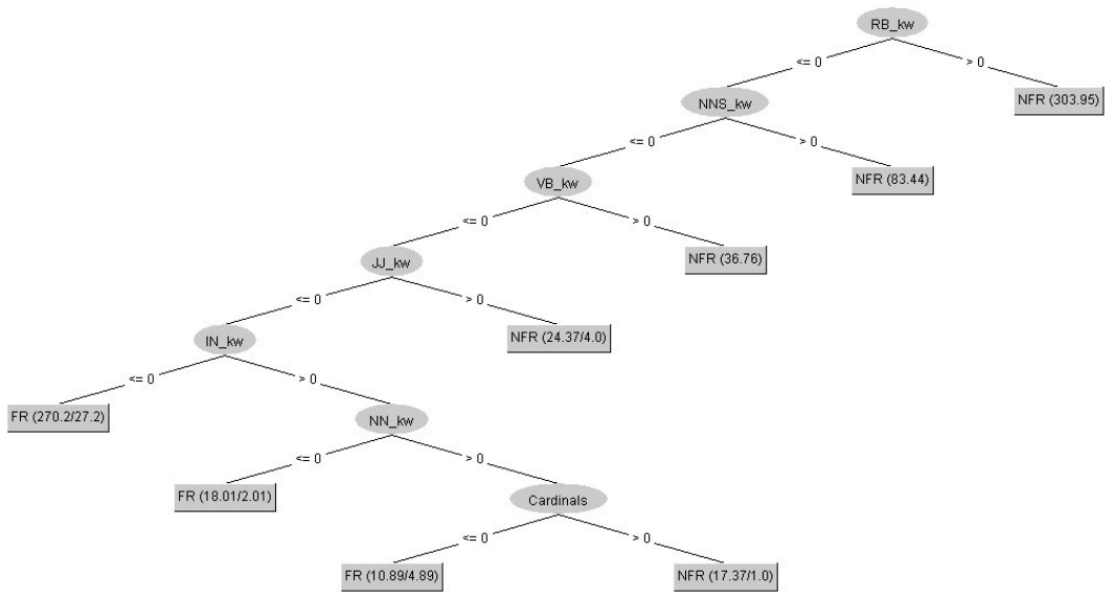 RB_kw
<= 0
> 0
NNS_kw
NFR (303.95)
<= 0
> 0
VB_kw
NFR (83.44)
<= 0
> 0
JJ_kw
NFR (36.76)
<= 0
> 0
IN_kw
NFR (24.37/4.0)
<= 0
> 0
FR (270.2/27.2)
NN_kw
<= 0
> 0
FR (18.01/2.01)
Cardinals
<= 0
> 0
FR (10.89/4.89)
NFR (17.37/1.0)